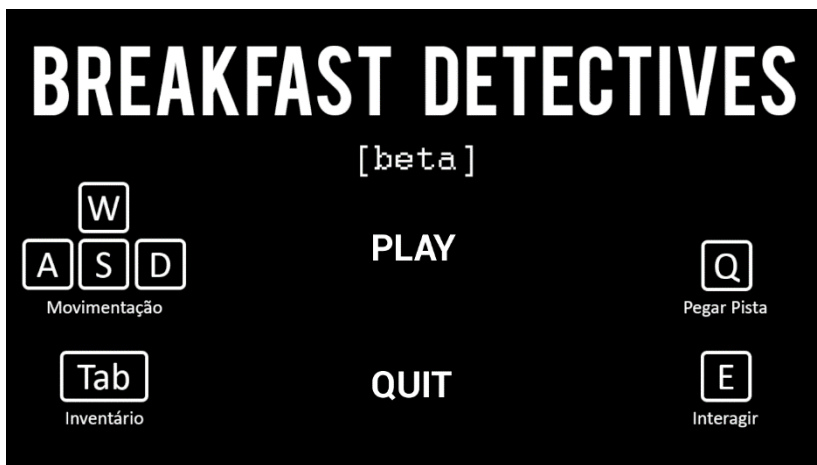 BREAKFAST DETECTIVES
[beta]
W
A S D
Movimentação
PLAY
Q
Pegar Pista
Tab
Inventário
QUIT
E
Interagir